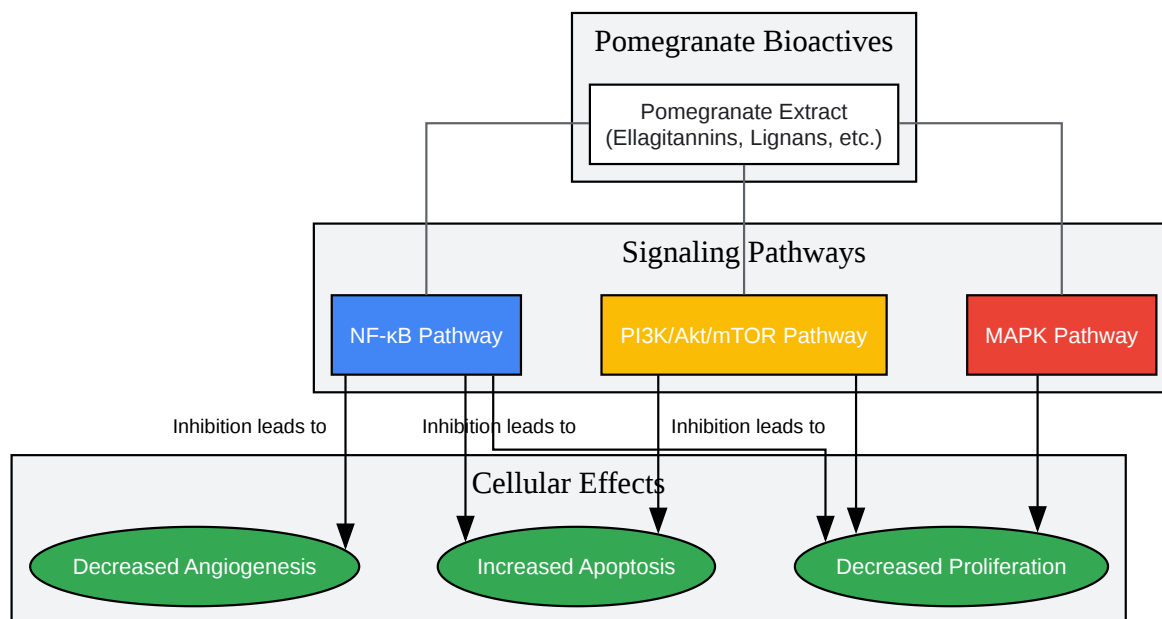 Pomegranate Bioactives
Pomegranate Extract
(Ellagitannins, Lignans, etc.)
Signaling Pathways
NF-κB Pathway
PI3K/Akt/mTOR Pathway
MAPK Pathway
Inhibition leads to
Inhibition leads to
Inhibition leads to
Cellular Effects
Decreased Angiogenesis
Increased Apoptosis
Decreased Proliferation